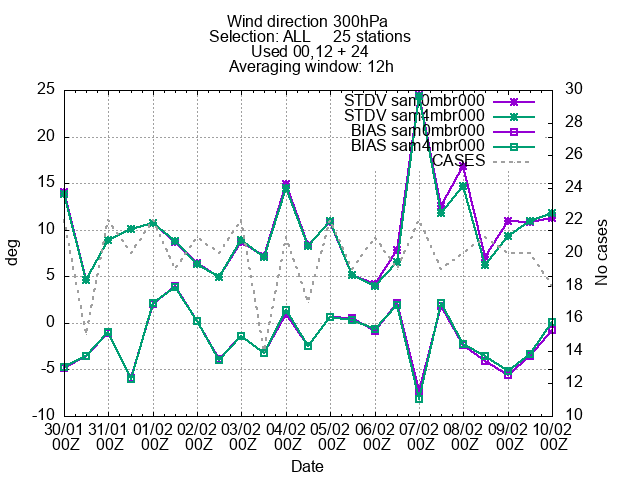 Wind direction 300hPa
Selection: ALL 25 stations
Used 00,12 + 24
Averaging window: 12h
STDV sam0mbr000
STDV sam4mbr000
BIAS sam0mbr000
BIAS sam4mbr000
CASES
25
20
15
10
5
0
-5
-10
deg
30
28
26
24
22
20
18
16
14
12
10
No cases
30/01 31/01 01/02 02/02 03/02 04/02 05/02 06/02 07/02 08/02 09/02 10/02
00Z 00Z 00Z 00Z 00Z 00Z 00Z 00Z 00Z 00Z 00Z 00Z
Date